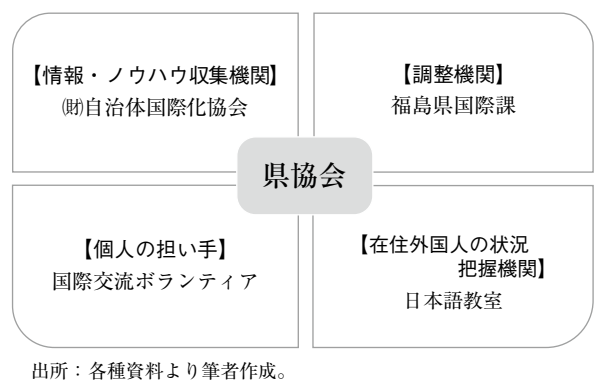 【情報・ノウハウ収集機関】
㈶自治体国際化協会
【調整機関】
福島県国際課
県協会
【個人の担い手】
国際交流ボランティア
【在住外国人の状況
把握機関】
日本語教室
出所：各種資料より筆者作成。